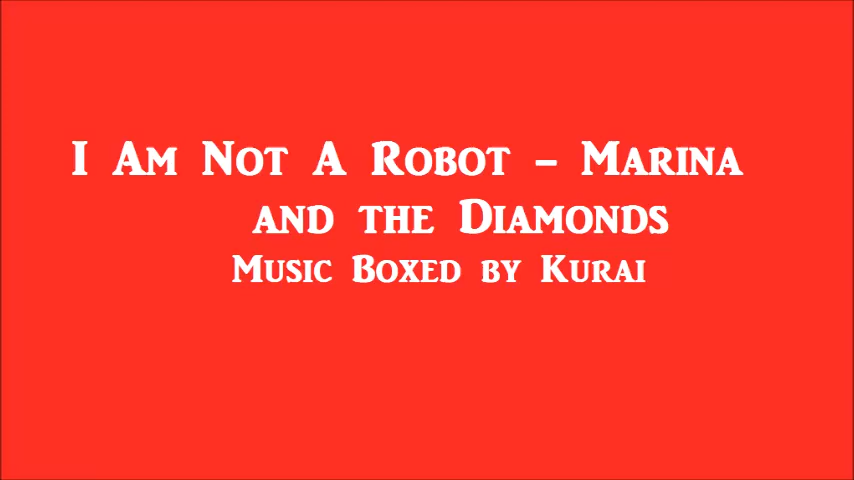 I Am Not A Robot – Marina
and the Diamonds
Music Boxed by Kurai